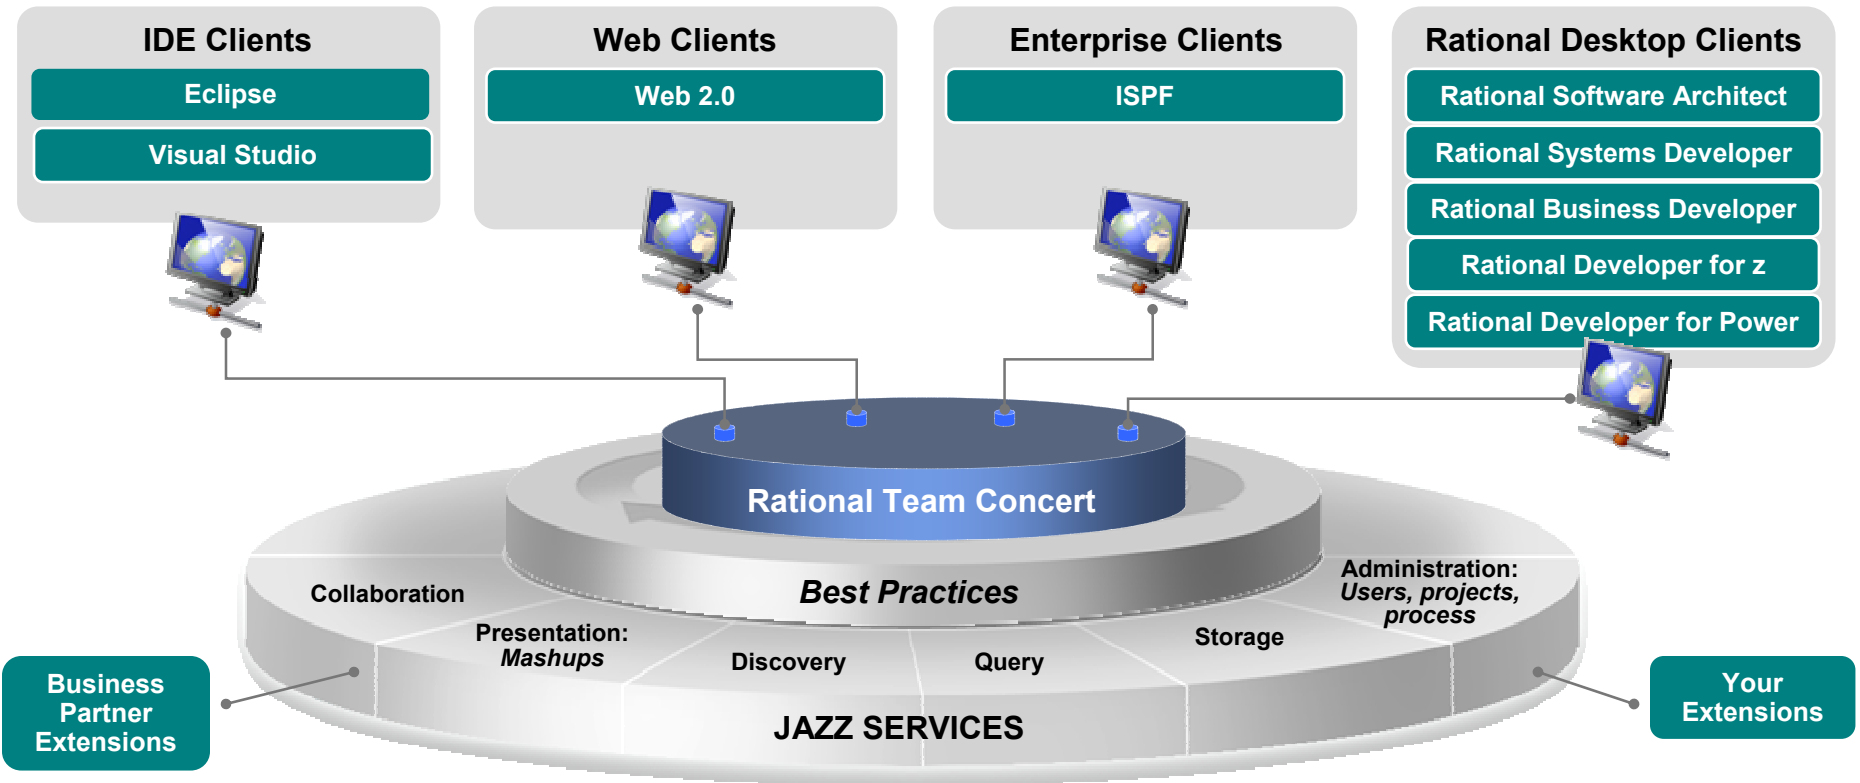 IDE Clients
Eclipse
Visual Studio
Web Clients
Web 2.0
Enterprise Clients
ISPF
Rational Desktop Clients
Rational Software Architect
Rational Systems Developer
Rational Business Developer
Rational Developer for z
Rational Developer for Power
Rational Team Concert
Best Practices
Collaboration
Presentation:
Mashups
Discovery
Query
Storage
Administration:
Users, projects,
process
JAZZ SERVICES
Business
Partner
Extensions
Your
Extensions